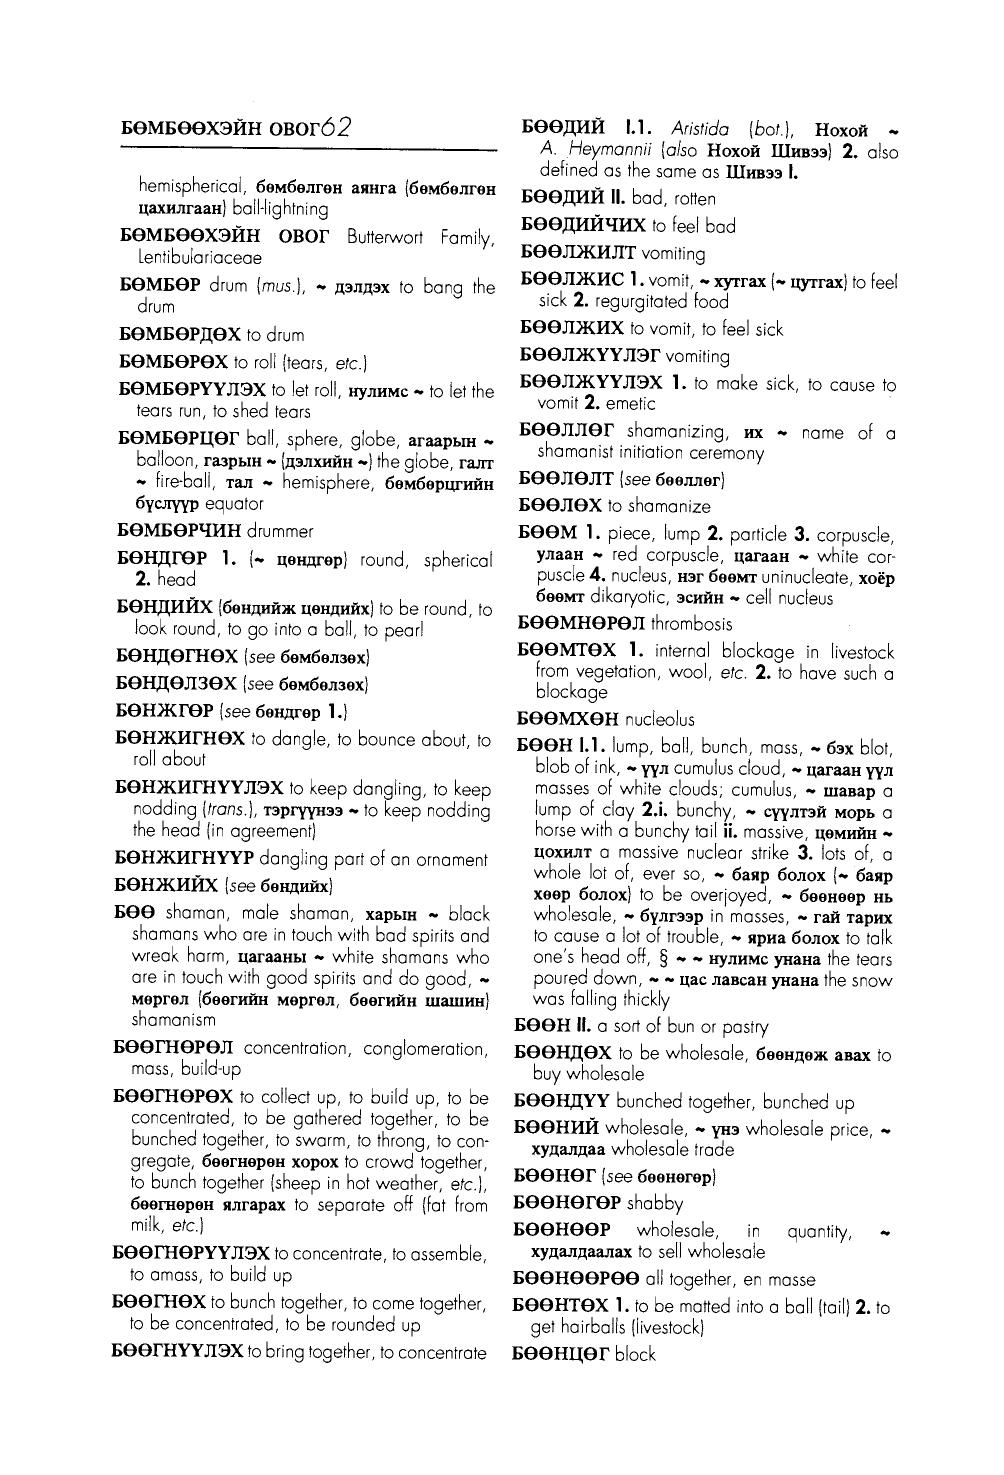 БӨМБӨӨХЭЙН ОВОГ 62
hemispherical, бөмбөлгөн аянга (бөмбөлгөн
цахилгаан) ball-lightning
БӨМБӨӨХЭЙН ОВОГ Butterwort Family,
Lentibulariaceae
БӨМБӨР drum (mus.), ~ дэлдэх to bang the
drum
БӨМБӨРДӨХ to drum
БӨМБӨРӨХ to roll (tears, etc.)
БӨМБӨРҮҮЛЭХ to let roll, нулимс ~ to let the
tears run, to shed tears
БӨМБӨРЦӨГ ball, sphere, globe, агаарын ~
balloon, газрын ~ (дэлхийн ~) the globe, галт
~ fire-ball, тал ~ hemisphere, бөмбөрцгийн
бүслүүр equator
БӨМБӨРЧИН drummer
БӨНДГӨР 1. (~ цөндгөр) round, spherical
2. head
БӨНДИЙХ (бөндийж цөндийх) to be round, to
look round, to go into a ball, to pearl
БӨНДӨГНӨХ (see бөмбөлзөх)
БӨНДӨЛЗӨХ (see бөмбөлзөх)
БӨНЖГӨР (see бөндгөр 1.)
БӨНЖИГНӨХ to dangle, to bounce about, to
roll about
БӨНЖИГНҮҮЛЭХ to keep dangling, to keep
nodding (trans.), тэргүүнээ ~ to keep nodding
the head (in agreement)
БӨНЖИГНҮҮР dangling part of an ornament
БӨНЖИЙХ (see бөндийх)
БӨӨ shaman, male shaman, харын ~ black
shamans who are in touch with bad spirits and
wreak harm, цагааны ~ white shamans who
are in touch with good spirits and do good, ~
мөргөл (бөөгийн мөргөл, бөөгийн шашин)
shamanism
БӨӨГНӨРӨЛ concentration, conglomeration,
mass, build-up
БӨӨГНӨРӨХ to collect up, to build up, to be
concentrated, to be gathered together, to be
bunched together, to swarm, to throng, to con-
gregate, бөөгнөрөн хорох to crowd together,
to bunch together (sheep in hot weather, etc.),
бөөгнөрөн ялгарах to separate off (fat from
milk, etc.)
БӨӨГНӨРҮҮЛЭХ to concentrate, to assemble,
to amass, to build up
БӨӨГНӨХ to bunch together, to come together,
to be concentrated, to be rounded up
БӨӨГНҮҮЛЭХ to bring together, to concentrate
БӨӨДИЙ I.1. Aristida (bot.), Нохой ~
A. Heymannii (also Нохой Шивээ) 2. also
defined as the same as Шивээ I.
БӨӨДИЙ II. bad, rotten
БӨӨДИЙЧИХ to feel bad
БӨӨЛЖИЛТ vomiting
БӨӨЛЖИС 1. vomit, ~ хутгах (~ цутгах) to feel
sick 2. regurgitated food
БӨӨЛЖИХ to vomit, to feel sick
БӨӨЛЖҮҮЛЭГ vomiting
БӨӨЛЖҮҮЛЭХ 1. to make sick, to cause to
vomit 2. emetic
БӨӨЛЛӨГ shamanizing, их ~ name of a
shamanist initiation ceremony
БӨӨЛӨЛТ (see бөөллөг)
БӨӨЛӨХ to shamanize
БӨӨМ 1. piece, lump 2. particle 3. corpuscle,
улаан ~ red corpuscle, цагаан ~ white cor-
puscle 4. nucleus, нэг бөөмт uninucleate, хоёр
бөөмт dikaryotic, эсийн ~ cell nucleus
БӨӨМНӨРӨЛ thrombosis
БӨӨМТӨХ 1. internal blockage in livestock
from vegetation, wool, etc. 2. to have such a
blockage
БӨӨМХӨН nucleolus
БӨӨН I.1. lump, ball, bunch, mass, ~ бэх blot,
blob of ink, ~ үүл cumulus cloud, ~ цагаан үүл
masses of white clouds; cumulus, ~ шавар a
lump of clay 2.i. bunchy, ~ сүүлтэй морь a
horse with a bunchy tail ii. massive, цөмийн ~
цохилт a massive nuclear strike 3. lots of, a
whole lot of, ever so, ~ баяр болох (~ баяр
хөөр болох) to be overjoyed, ~ бөөнөөр нь
wholesale, ~ бүлгээр in masses, ~ гай тарих
to cause a lot of trouble, ~ яриа болох to talk
one's head off, § ~ ~ нулимс унана the tears
poured down, ~ ~ цас лавсан унана the snow
was falling thickly
БӨӨН II. a sort of bun or pastry
БӨӨНДӨХ to be wholesale, бөөндөж авах to
buy wholesale
БӨӨНДҮҮ bunched together, bunched up
БӨӨНИЙ wholesale, ~ үнэ wholesale price, ~
худалдаа wholesale trade
БӨӨНӨГ (see бөөнөгөр)
БӨӨНӨГӨР shabby
БӨӨНӨӨР wholesale, in quantity, ~
худалдаалах to sell wholesale
БӨӨНӨӨРӨӨ all together, en masse
БӨӨНТӨХ 1. to be matted into a ball (tail) 2. to
get hairballs (livestock)
БӨӨНЦӨГ block